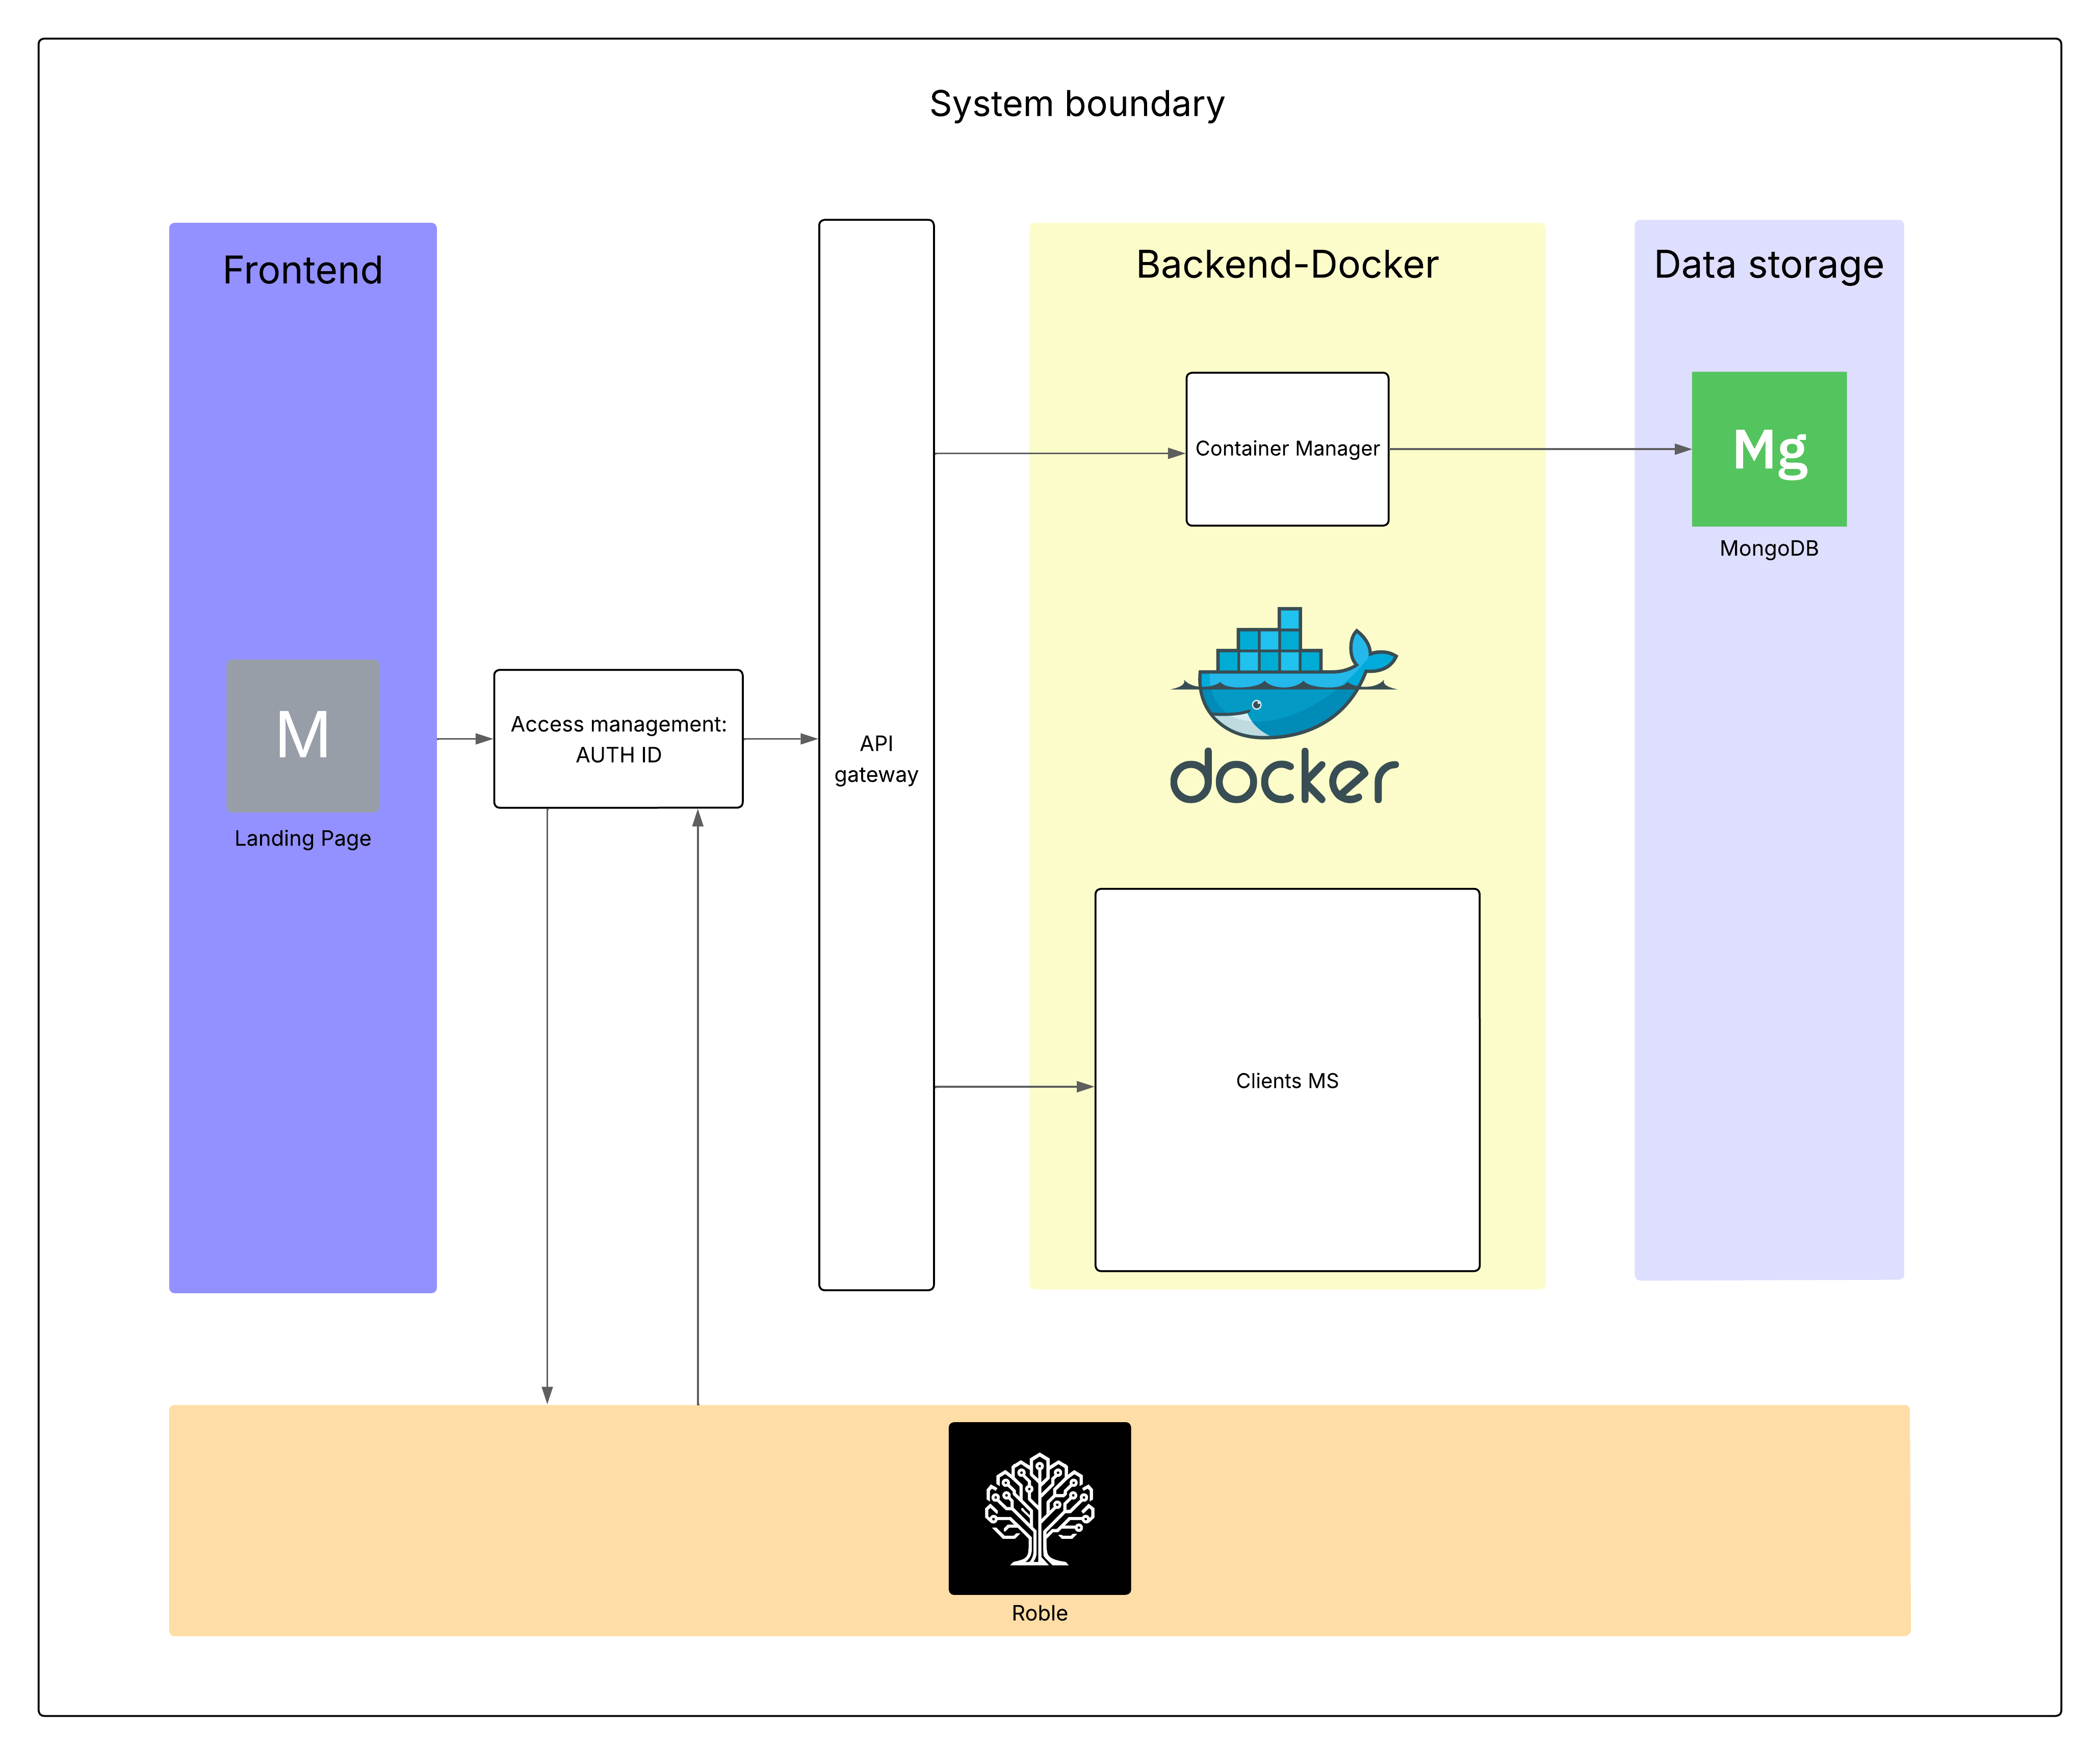 System boundary
Frontend
Backend-Docker
Data storage
Container Manager
Mg
MongoDB
M
Landing Page
Access management:
AUTH ID
API
gateway
docker
Clients MS
Roble